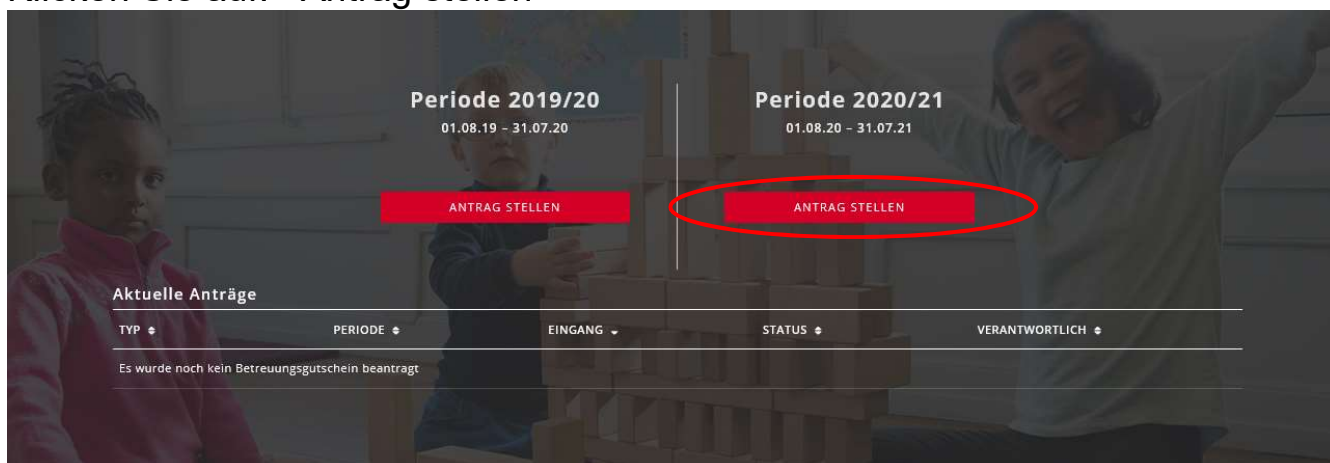 Periode 2019/20
01.08.19 – 31.07.20
ANTRAG STELLEN
Periode 2020/21
01.08.20 – 31.07.21
ANTRAG STELLEN
Aktuelle Anträge
TYP PERIODE EINGANG STATUS VERANTWORTLICH
Es wurde noch kein Betreuungsgutschein beantragt